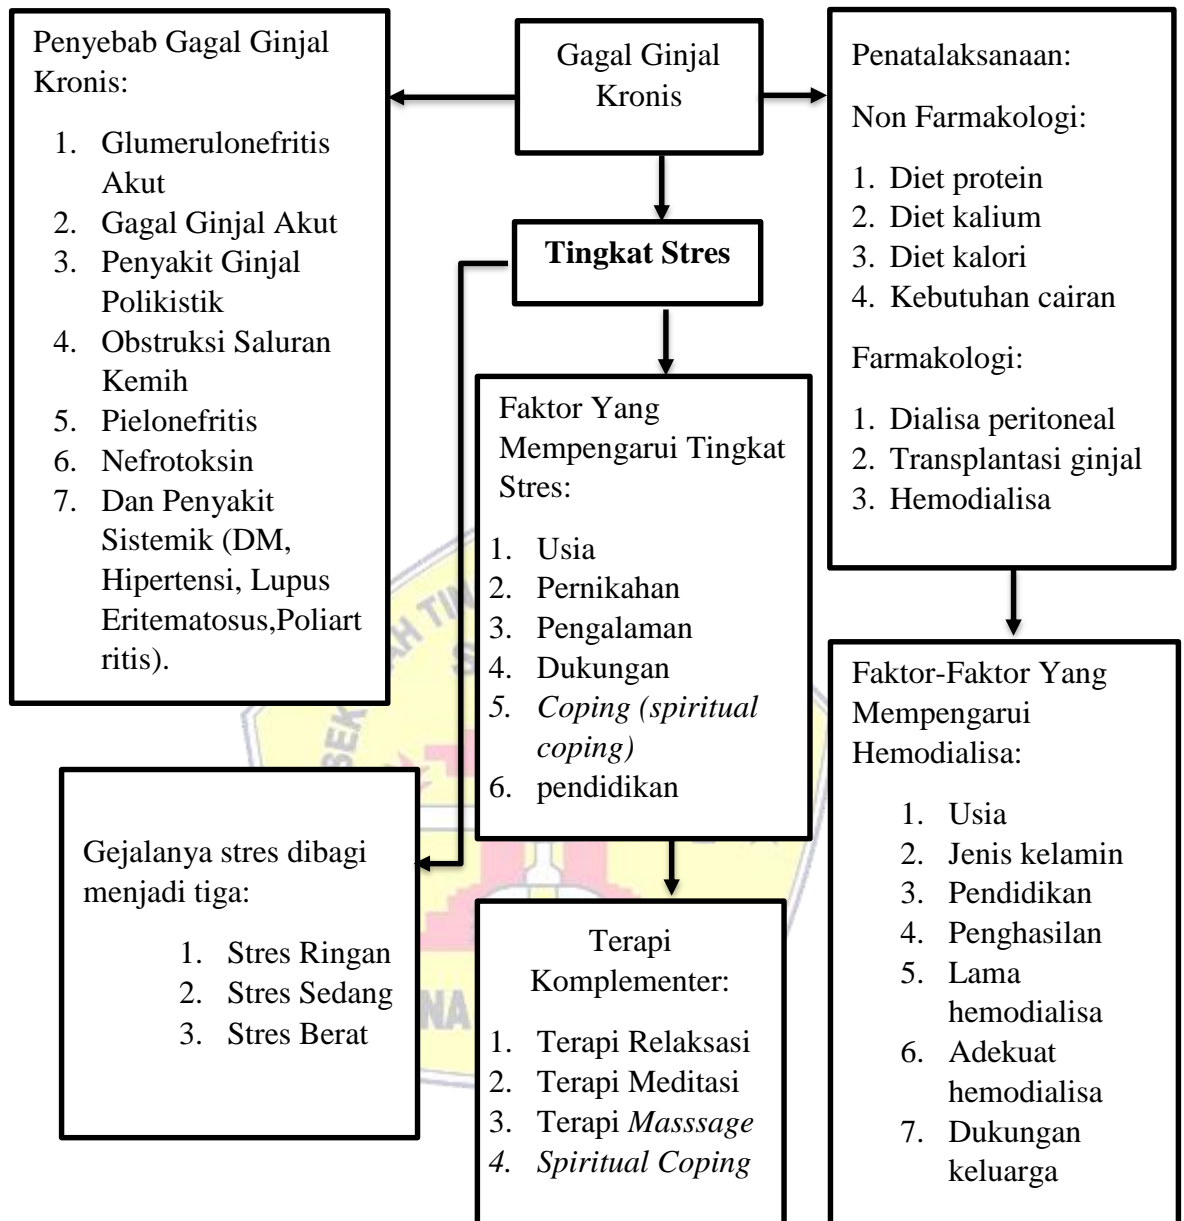 Penyebab Gagal Ginjal
Kronis:
1. Glumerulonefritis
Akut
2. Gagal Ginjal Akut
3. Penyakit Ginjal
Polikistik
4. Obstruksi Saluran
Kemih
5. Pielonefritis
6. Nefrotoksin
7. Dan Penyakit
Sistemik (DM,
Hipertensi, Lupus
Eritematosus,Poliart
ritis).
Gagal Ginjal
Kronis
Tingkat Stres
Penatalaksanaan:
Non Farmakologi:
1. Diet protein
2. Diet kalium
3. Diet kalori
4. Kebutuhan cairan
Farmakologi:
1. Dialisa peritoneal
2. Transplantasi ginjal
3. Hemodialisa
Faktor Yang
Mempengarui Tingkat
Stres:
1. Usia
2. Pernikahan
3. Pengalaman
4. Dukungan
5. Coping (spiritual
coping)
6. pendidikan
Gejalanya stres dibagi
menjadi tiga:
1. Stres Ringan
2. Stres Sedang
3. Stres Berat
Terapi
Komplementer:
1. Terapi Relaksasi
2. Terapi Meditasi
3. Terapi Masssage
4. Spiritual Coping
Faktor-Faktor Yang
Mempengarui
Hemodialisa:
1. Usia
2. Jenis kelamin
3. Pendidikan
4. Penghasilan
5. Lama
hemodialisa
6. Adekuat
hemodialisa
7. Dukungan
keluarga